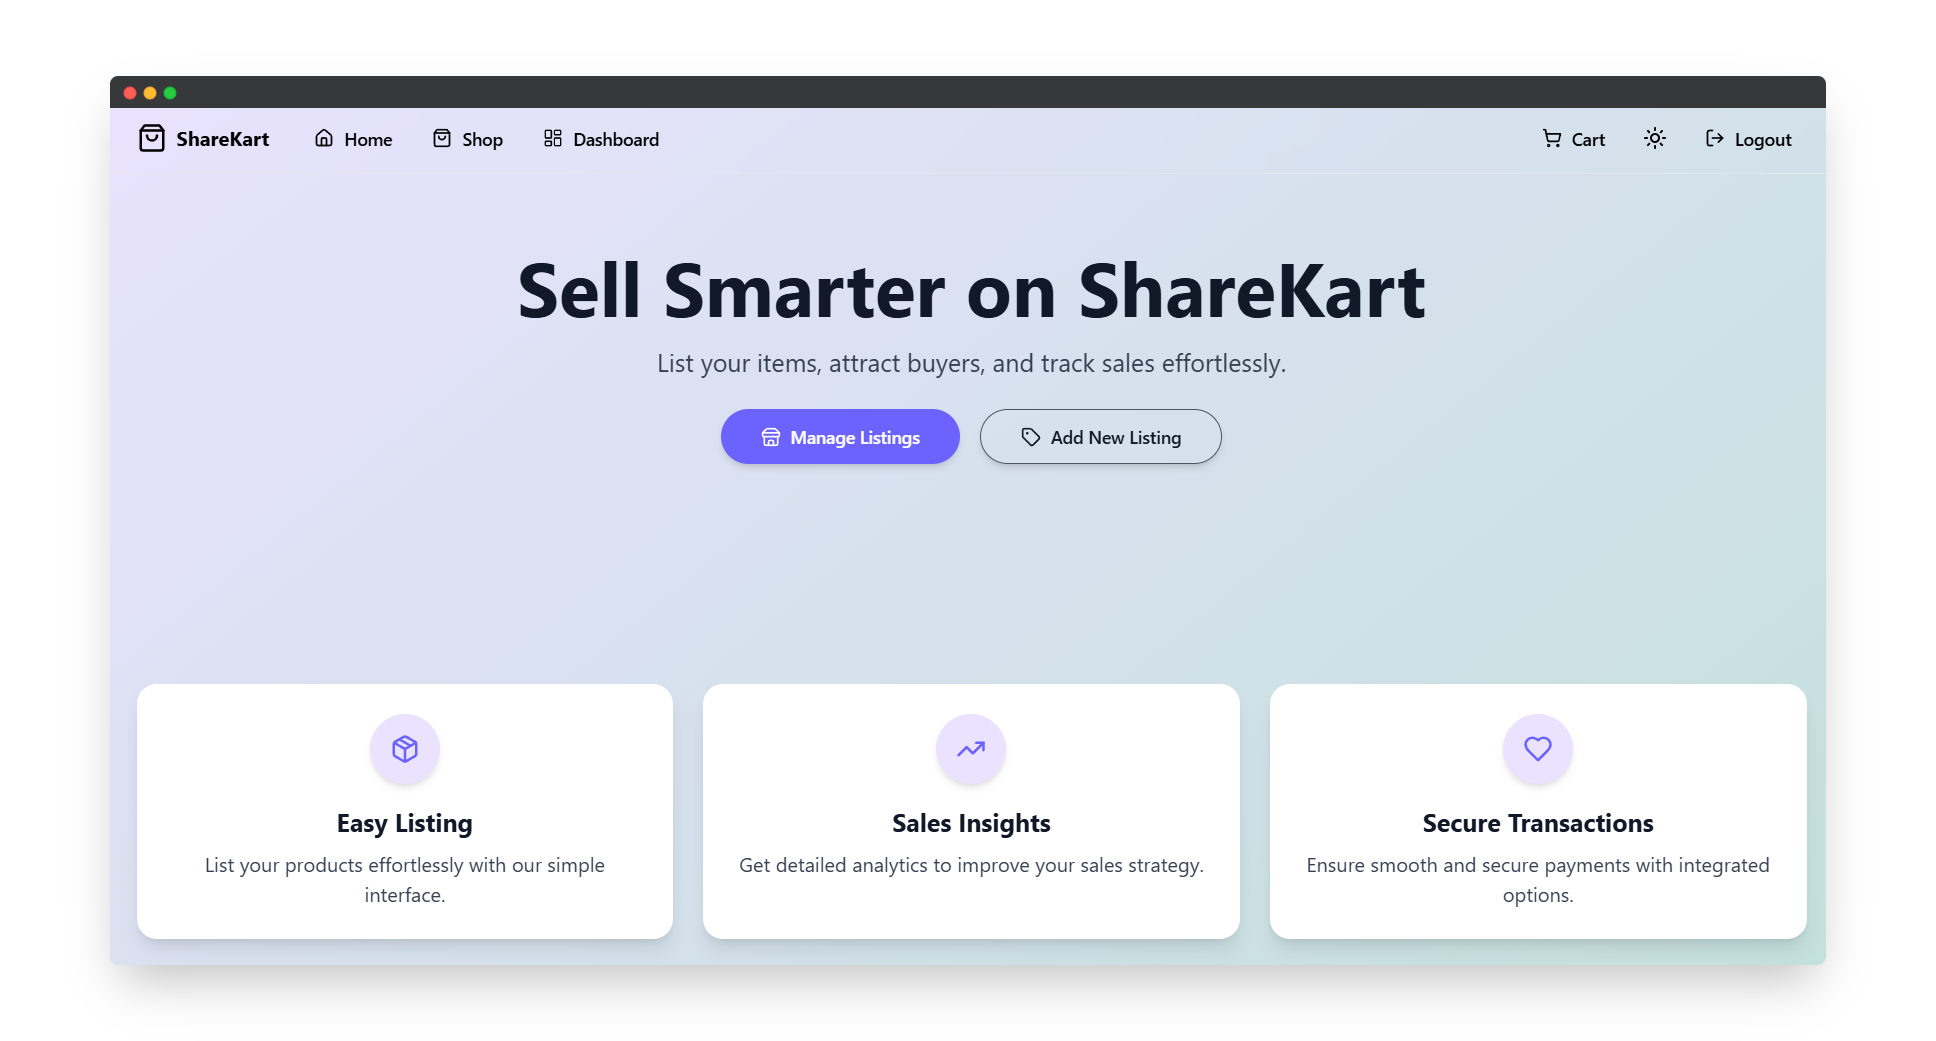 ShareKart Home Shop Dashboard Cart Logout
Sell Smarter on ShareKart
List your items, attract buyers, and track sales effortlessly.
Manage Listings Add New Listing
Easy Listing
List your products effortlessly with our simple
interface.
Sales Insights
Get detailed analytics to improve your sales strategy.
Secure Transactions
Ensure smooth and secure payments with integrated
options.